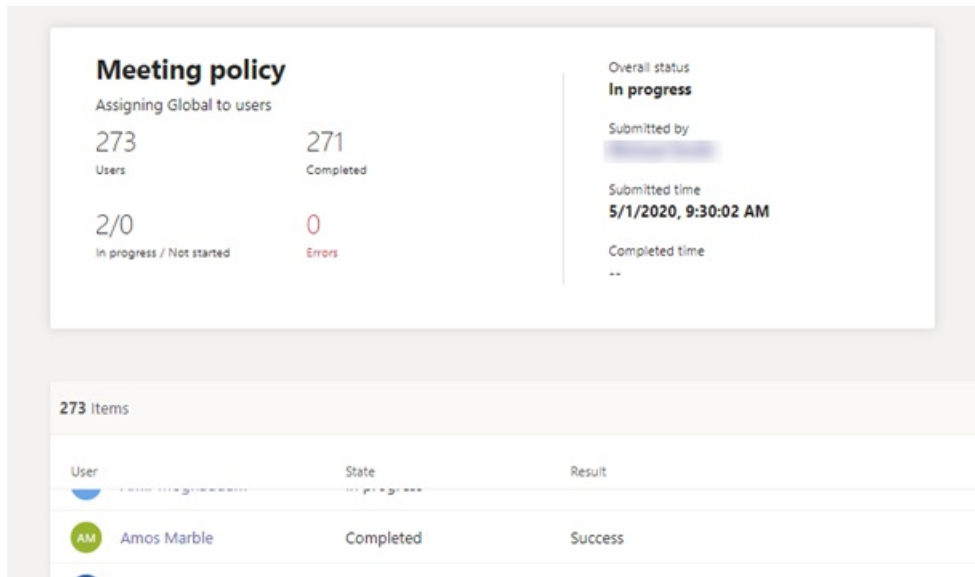 Meeting policy
Assigning Global to users
273
Users
271
Completed
2/0
In progress / Not started
0
Errors
Overall status
In progress
Submitted by
Submitted time
5/1/2020, 9:30:02 AM
Completed time
--
273 Items
User State Result
In progress
AM Amos Marble Completed Success